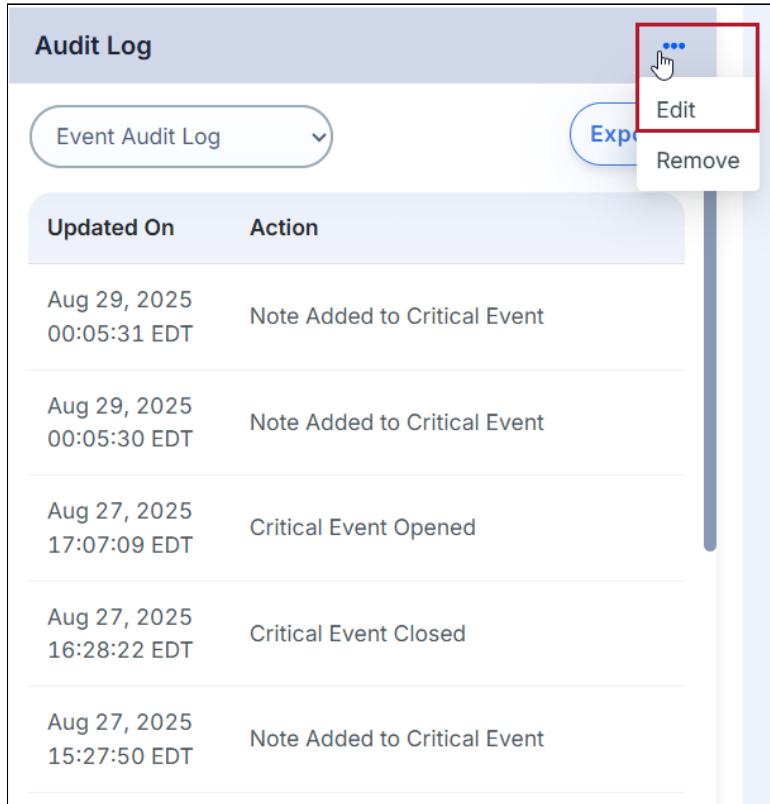 Audit Log
Edit
Remove
Event Audit Log
Updated On Action
Aug 29, 2025
00:05:31 EDT
Note Added to Critical Event
Aug 29, 2025
00:05:30 EDT
Note Added to Critical Event
Aug 27, 2025
17:07:09 EDT
Critical Event Opened
Aug 27, 2025
16:28:22 EDT
Critical Event Closed
Aug 27, 2025
15:27:50 EDT
Note Added to Critical Event